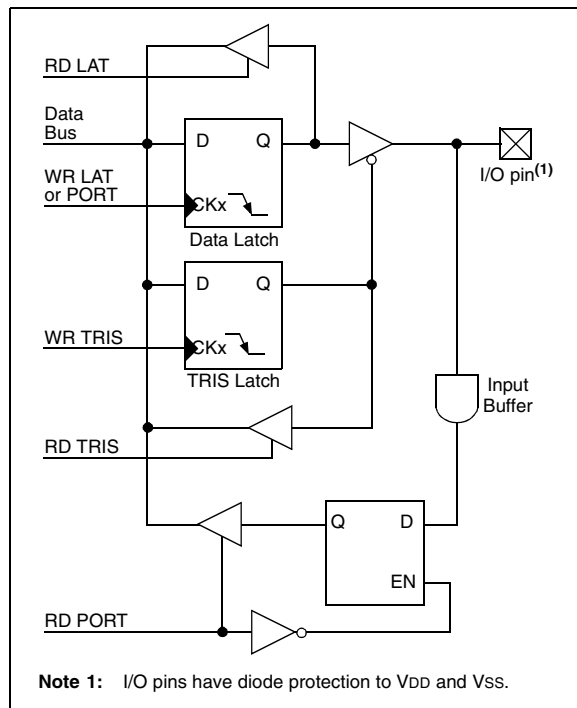 RD LAT
Data
Bus
D Q
WR LAT
or PORT
CKx
Data Latch
I/O pin(1)
D Q
WR TRIS
CKx
TRIS Latch
Input
Buffer
RD TRIS
Q D
EN
RD PORT
Note 1: I/O pins have diode protection to VDD and VSS.